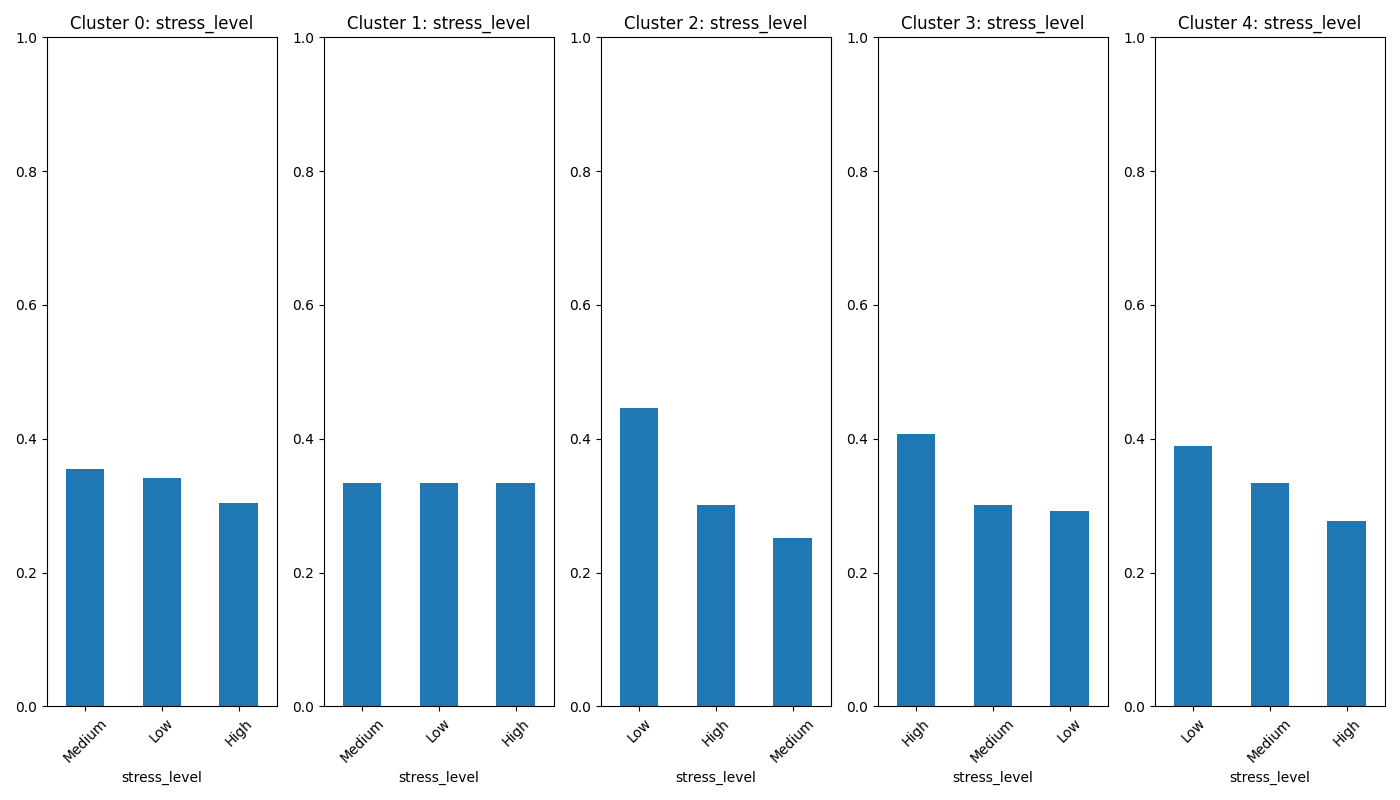 Cluster 0: stress_level
1.0
0.8
0.6
0.4
0.2
0.0
Medium
Low
High
stress_level
Cluster 1: stress_level
1.0
0.8
0.6
0.4
0.2
0.0
Medium
Low
High
stress_level
Cluster 2: stress_level
1.0
0.8
0.6
0.4
0.2
0.0
Low
High
Medium
stress_level
Cluster 3: stress_level
1.0
0.8
0.6
0.4
0.2
0.0
High
Medium
Low
stress_level
Cluster 4: stress_level
1.0
0.8
0.6
0.4
0.2
0.0
Low
Medium
High
stress_level